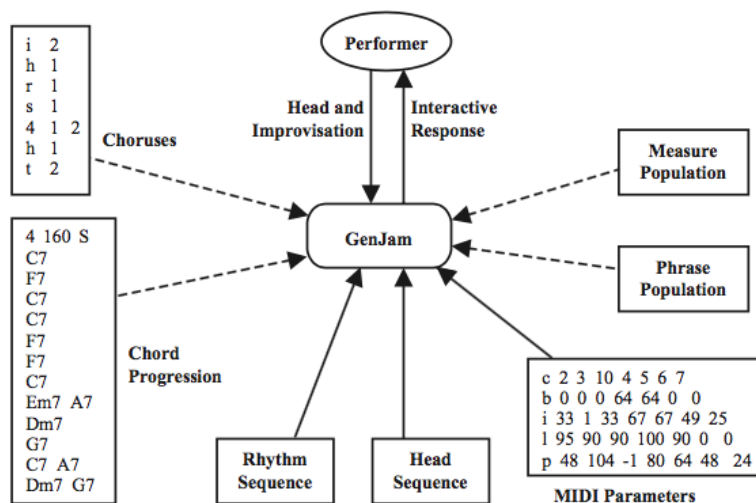 i 2
h 1
r 1
s 1
4 1 2
h 1
t 2
Choruses
Performer
Head and
Improvisation
Interactive
Response
Measure
Population
GenJam
Phrase
Population
4 160 S
C7
F7
C7
C7
F7
F7
C7
Em7 A7
Dm7
G7
C7 A7
Dm7 G7
Chord
Progression
Rhythm
Sequence
Head
Sequence
c 2 3 10 4 5 6 7
b 0 0 0 64 64 0 0
i 33 1 33 67 67 49 25
l 95 90 90 100 90 0 0
p 48 104 -1 80 64 48 24
MIDI Parameters